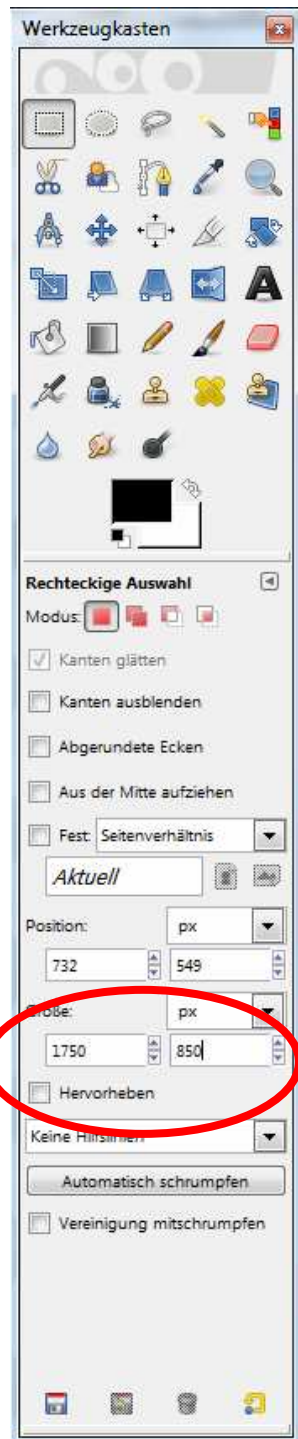 Werkzeugkasten
Rechteckige Auswahl
Modus:
Kanten glätten
Kanten ausblenden
Abgerundete Ecken
Aus der Mitte aufziehen
Fest: Seitenverhältnis
Aktuell
Position: px
732 549
Größe: px
1750 850
Hervorheben
Keine Hilfslinien
Automatisch schrumpfen
Vereinigung mitschrumpfen